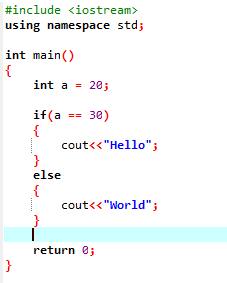 #include <iostream>
using namespace std;
int main()
{
int a = 20;
if(a == 30)
{
cout<<"Hello";
}
else
{
cout<<"World";
}
return 0;
}